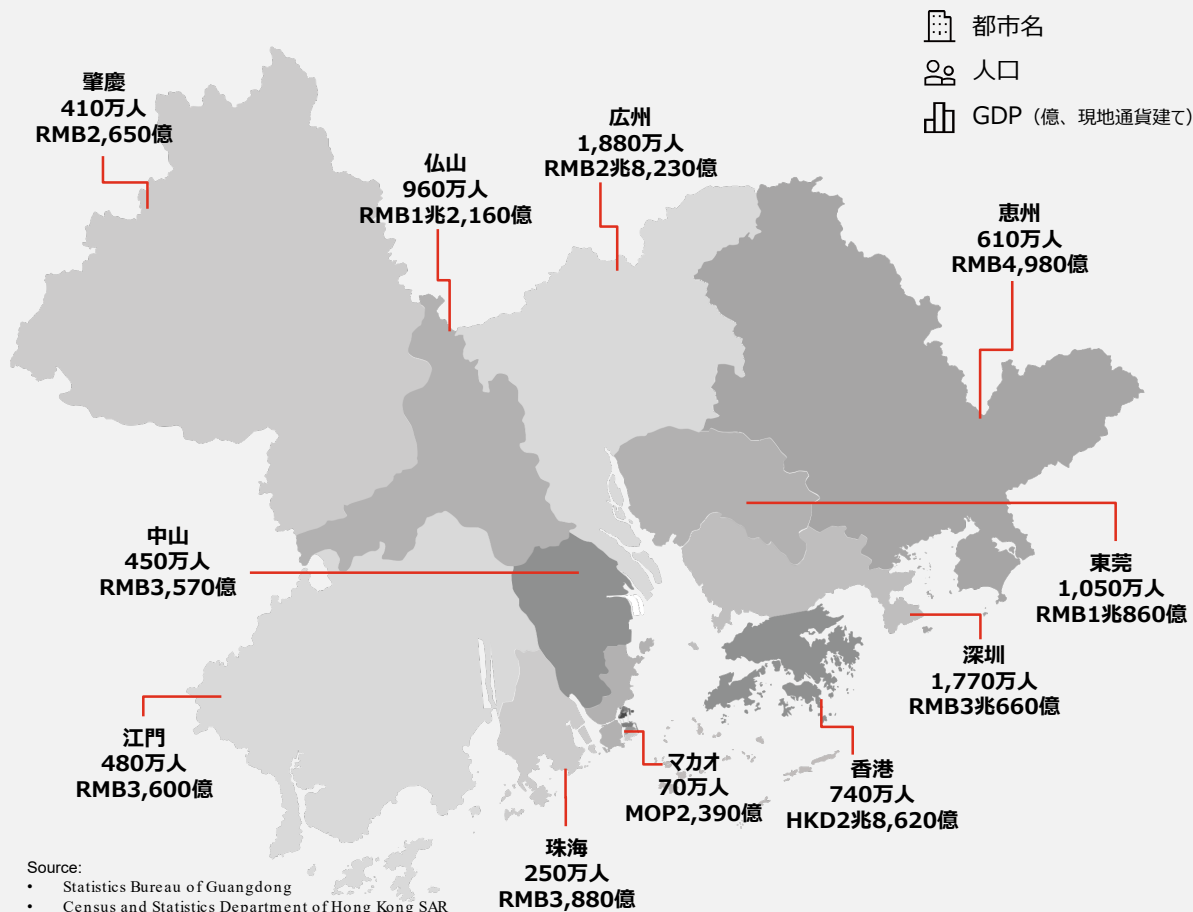 都市名
人口
GDP（億、現地通貨建て）
肇慶
410万人
RMB2,650億
仏山
960万人
RMB1兆2,160億
広州
1,880万人
RMB2兆8,230億
恵州
610万人
RMB4,980億
中山
450万人
RMB3,570億
東莞
1,050万人
RMB1兆860億
深圳
1,770万人
RMB3兆660億
江門
480万人
RMB3,600億
マカオ
70万人
MOP2,390億
香港
740万人
HKD2兆8,620億
珠海
250万人
RMB3,880億
Source:
• Statistics Bureau of Guangdong
• Census and Statistics Department of Hong Kong SAR